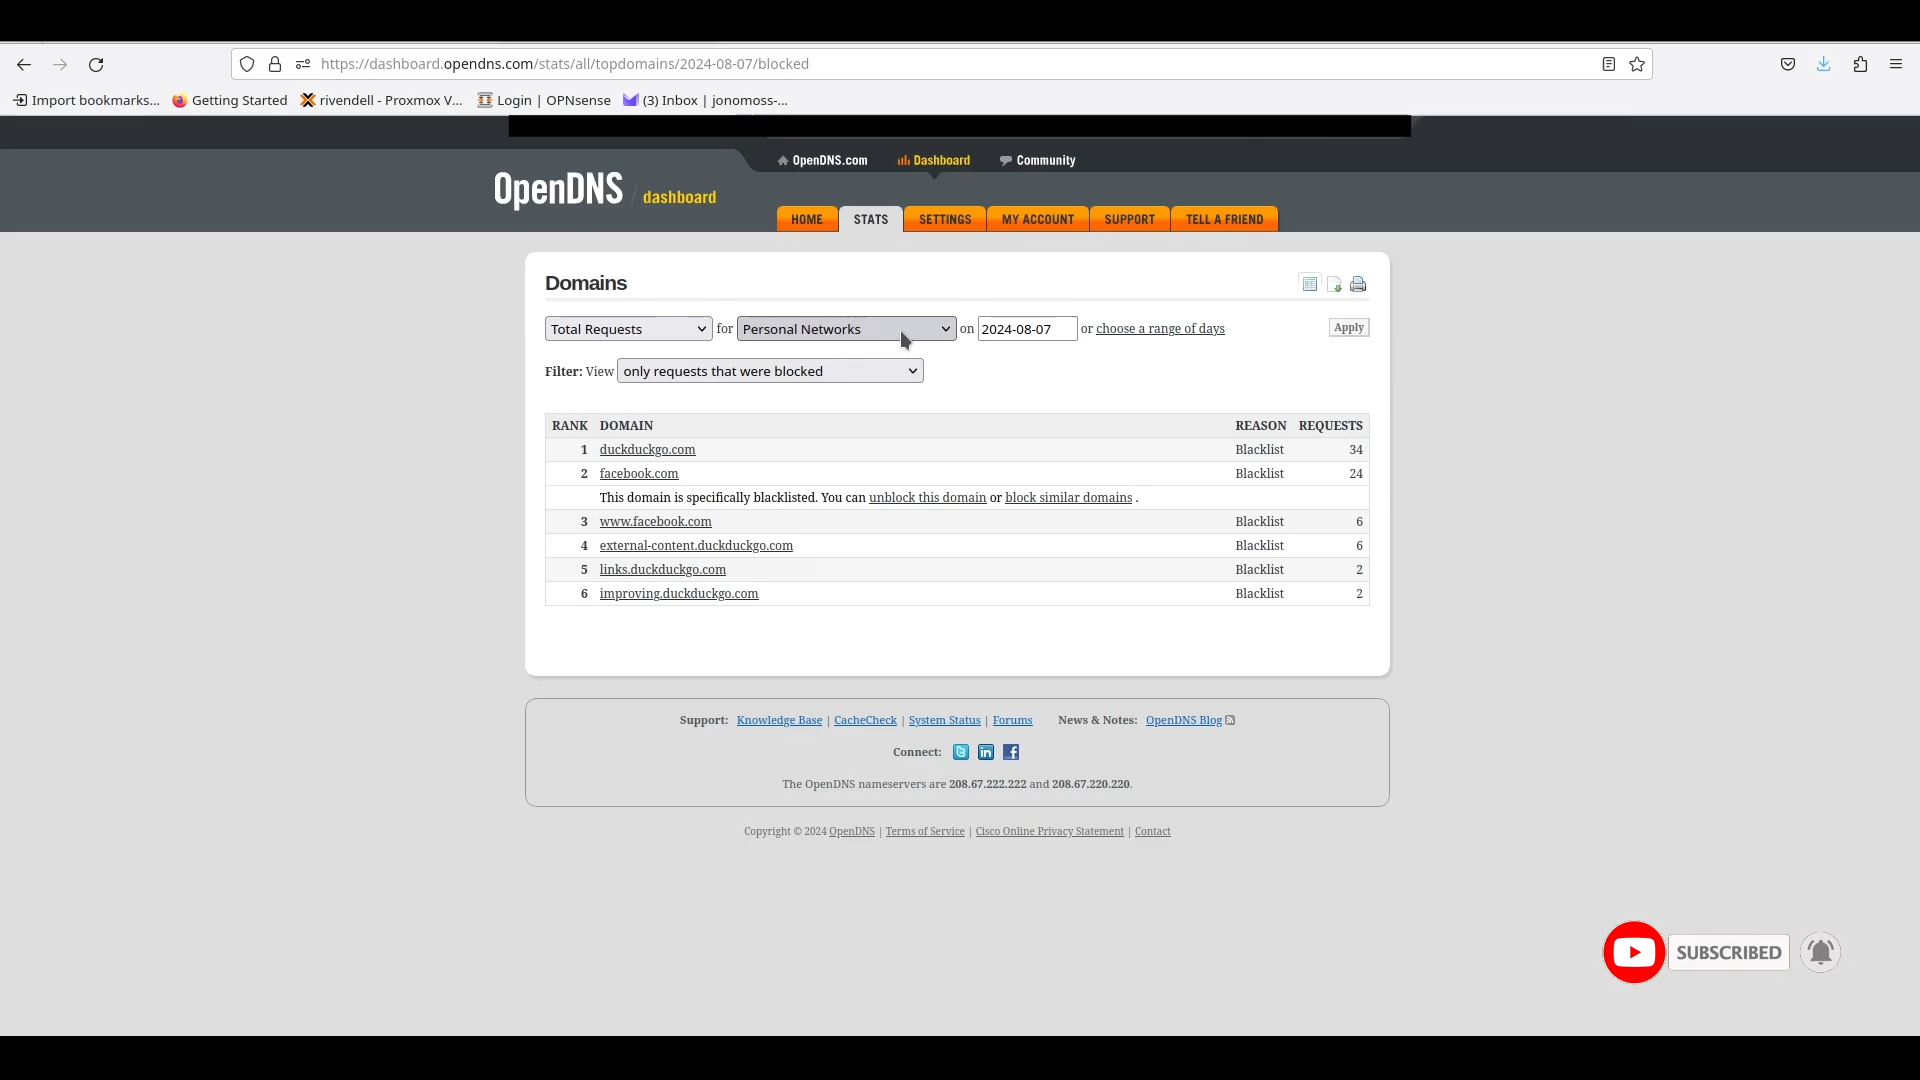 https://dashboard.opendns.com/stats/all/topdomains/2024-08-07/blocked
Import bookmarks... Getting Started rivendell - Proxmox V... Login | OPNsense (3) Inbox | jonomoss-...
OpenDNS.com Dashboard Community
OpenDNS / dashboard
HOME STATS SETTINGS MY ACCOUNT SUPPORT TELL A FRIEND
Domains
Total Requests for Personal Networks on 2024-08-07 or choose a range of days Apply
Filter: View only requests that were blocked
RANK DOMAIN REASON REQUESTS
1 duckduckgo.com Blacklist 34
2 facebook.com Blacklist 24
This domain is specifically blacklisted. You can unblock this domain or block similar domains .
3 www.facebook.com Blacklist 6
4 external-content.duckduckgo.com Blacklist 6
5 links.duckduckgo.com Blacklist 2
6 improving.duckduckgo.com Blacklist 2
Support: Knowledge Base | CacheCheck | System Status | Forums News & Notes: OpenDNS Blog
Connect:
The OpenDNS nameservers are 208.67.222.222 and 208.67.220.220.
Copyright © 2024 OpenDNS | Terms of Service | Cisco Online Privacy Statement | Contact
SUBSCRIBED